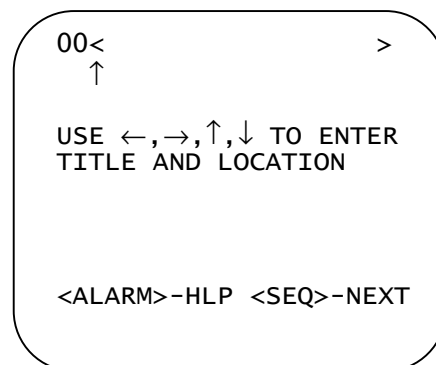 00< >
↑
USE ←,→,↑,↓ TO ENTER
TITLE AND LOCATION
<ALARM>-HLP <SEQ>-NEXT